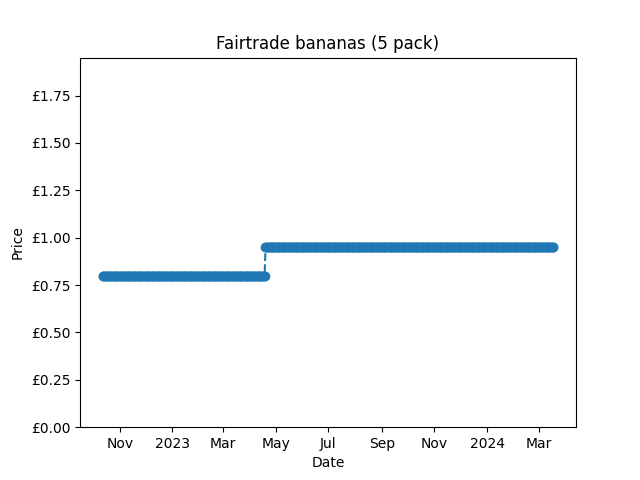 Fairtrade bananas (5 pack)
£1.75
£1.50
£1.25
£1.00
£0.75
£0.50
£0.25
£0.00
Price
Nov 2023 Mar May Jul Sep Nov 2024 Mar
Date